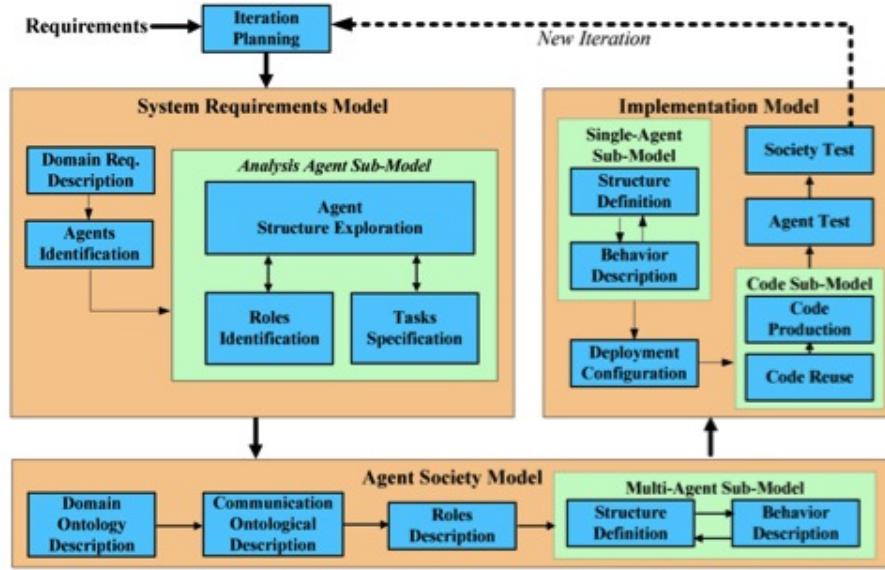 Requirements
Iteration
Planning
New Iteration
System Requirements Model
Domain Req.
Description
Agents
Identification
Analysis Agent Sub-Model
Agent
Structure Exploration
Roles
Identification
Tasks
Specification
Implementation Model
Single-Agent
Sub-Model
Structure
Definition
Behavior
Description
Deployment
Configuration
Society Test
Agent Test
Code Sub-Model
Code
Production
Code Reuse
Agent Society Model
Domain
Ontology
Description
Communication
Ontological
Description
Roles
Description
Multi-Agent Sub-Model
Structure
Definition
Behavior
Description